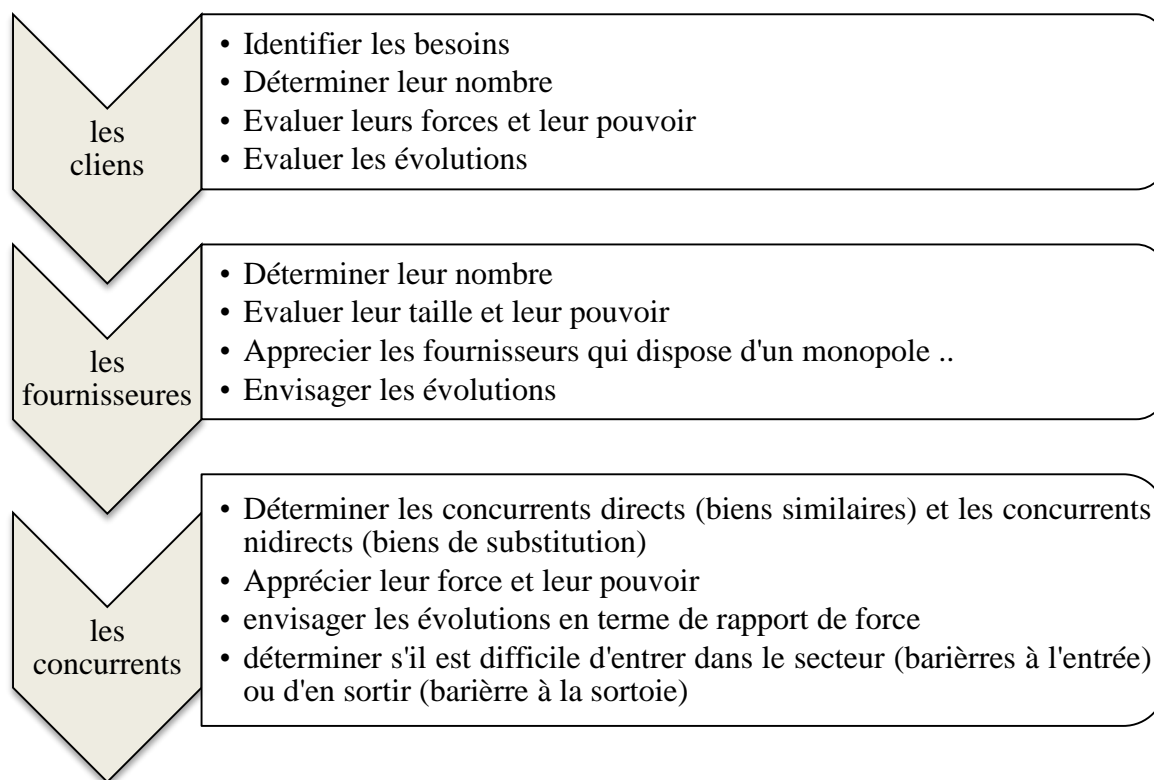 les
cliens
• Identifier les besoins
• Déterminer leur nombre
• Evaluer leurs forces et leur pouvoir
• Evaluer les évolutions
les
fournisseures
• Déterminer leur nombre
• Evaluer leur taille et leur pouvoir
• Apprecier les fournisseurs qui dispose d'un monopole ..
• Envisager les évolutions
les
concurrents
• Déterminer les concurrents directs (biens similaires) et les concurrents
nidirects (biens de substitution)
• Apprécier leur force et leur pouvoir
• envisager les évolutions en terme de rapport de force
• déterminer s'il est difficile d'entrer dans le secteur (barièrres à l'entrée)
ou d'en sortir (barièrre à la sortoie)